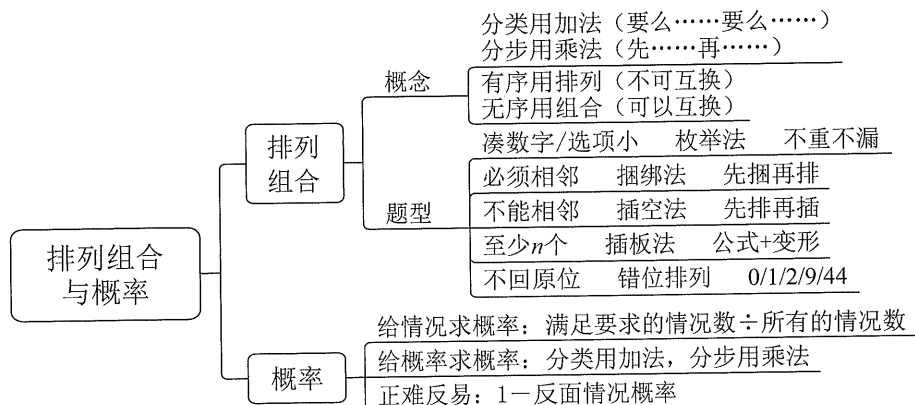 分类用加法（要么……要么……）
分步用乘法（先……再……）
概念
有序用排列（不可互换）
无序用组合（可以互换）
排列
组合
凑数字/选项小 枚举法 不重不漏
必须相邻 捆绑法 先捆再排
题型
不能相邻 插空法 先排再插
至少n个 插板法 公式+变形
不回原位 错位排列 0/1/2/9/44
排列组合
与概率
给情况求概率：满足要求的情况数÷所有的情况数
概率
给概率求概率：分类用加法，分步用乘法
正难反易：1－反面情况概率